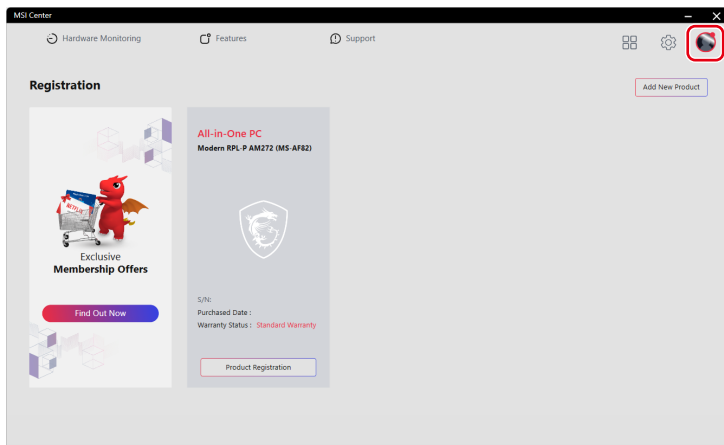 MSI Center
Hardware Monitoring
Features
Support
Registration
Add New Product
NETFLIX
Exclusive
Membership Offers
Find Out Now
All-in-One PC
Modern RPL-P AM272 (MS-AF82)
S/N:
Purchased Date :
Warranty Status : Standard Warranty
Product Registration